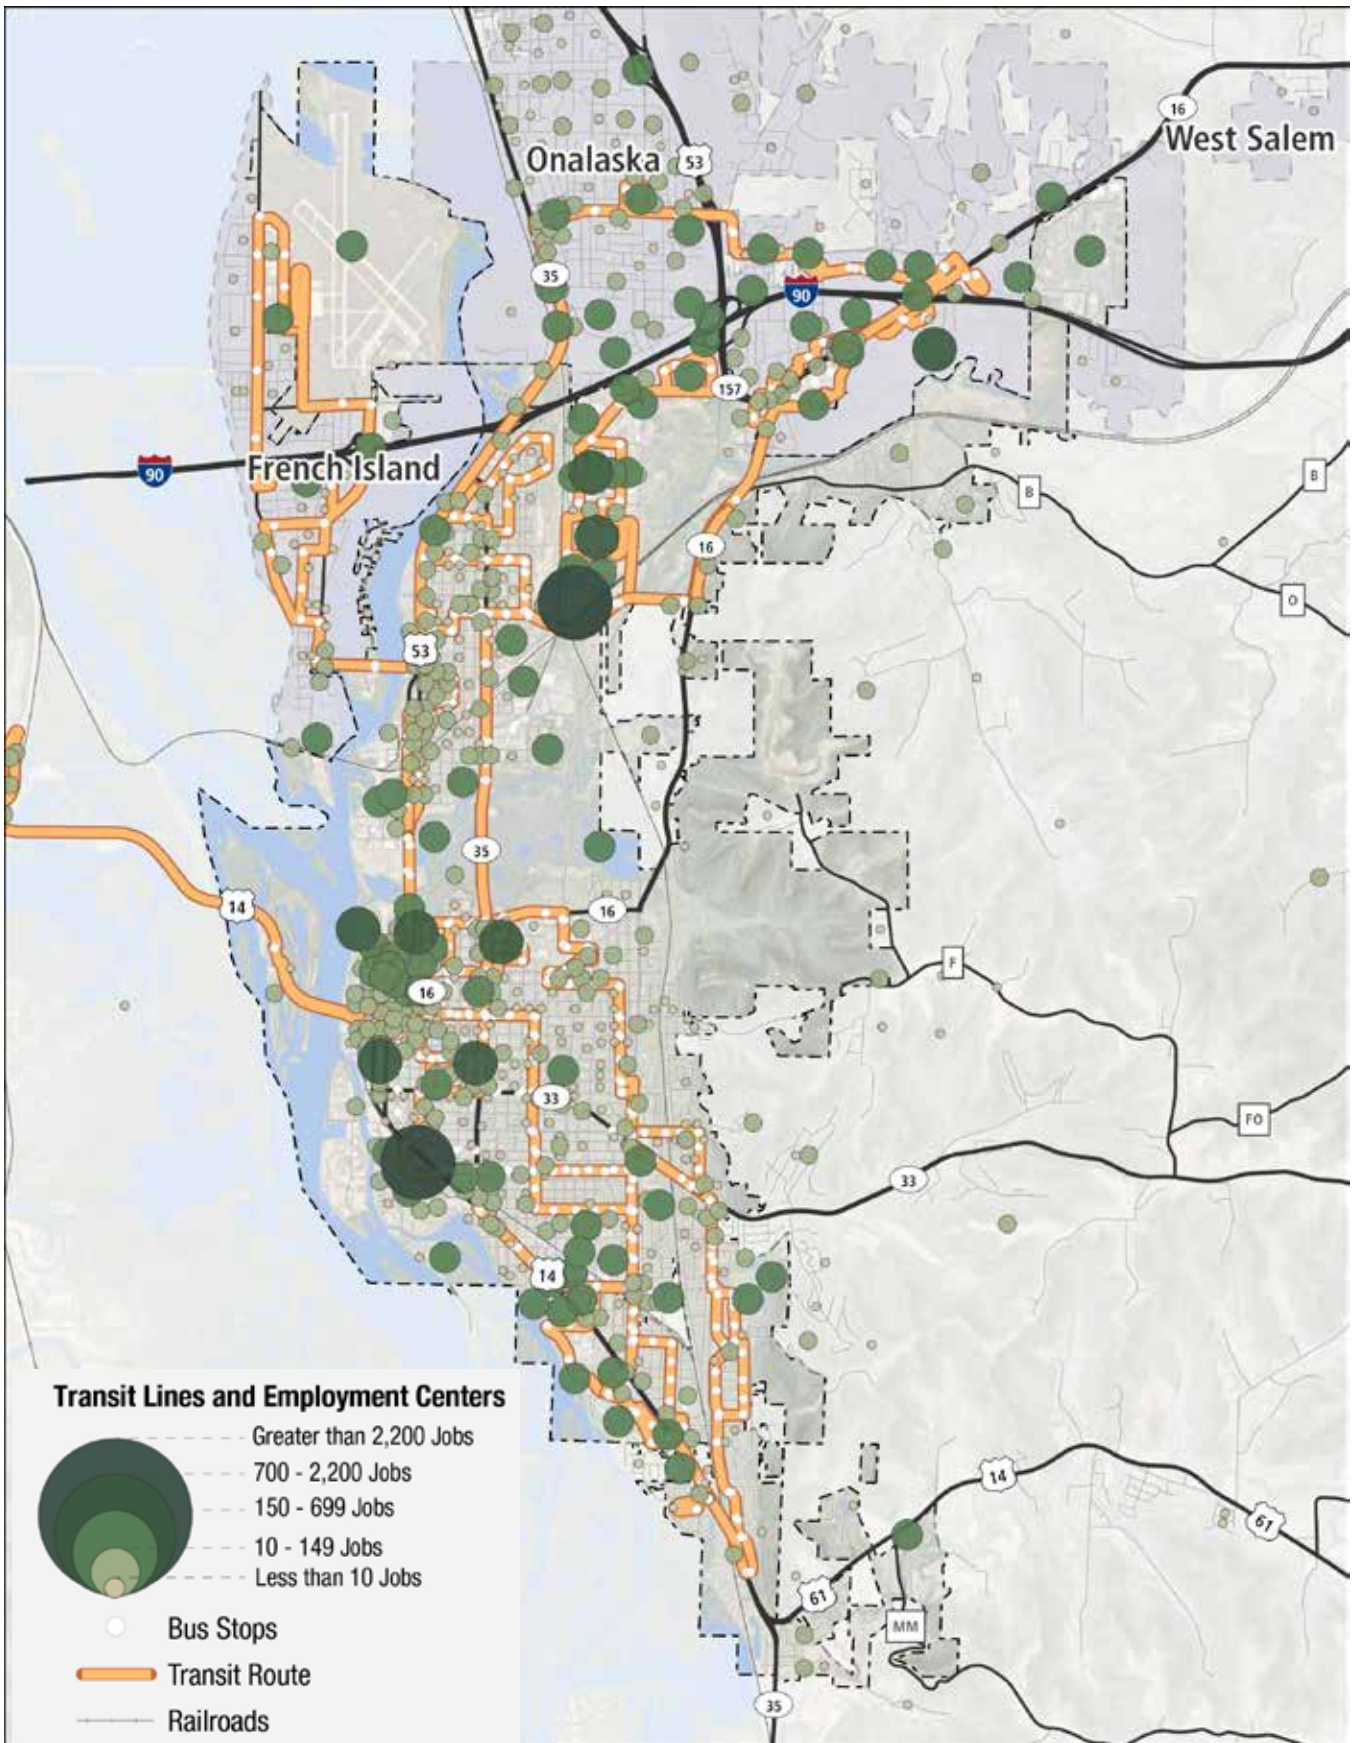 16
West Salem
Onalaska
53
35
90
157
90
French Island
B
B
16
O
53
35
14
16
F
16
33
FO
33
14
Transit Lines and Employment Centers
Greater than 2,200 Jobs
700 - 2,200 Jobs
150 - 699 Jobs
10 - 149 Jobs
Less than 10 Jobs
Bus Stops
Transit Route
Railroads
14
61
61
MM
35